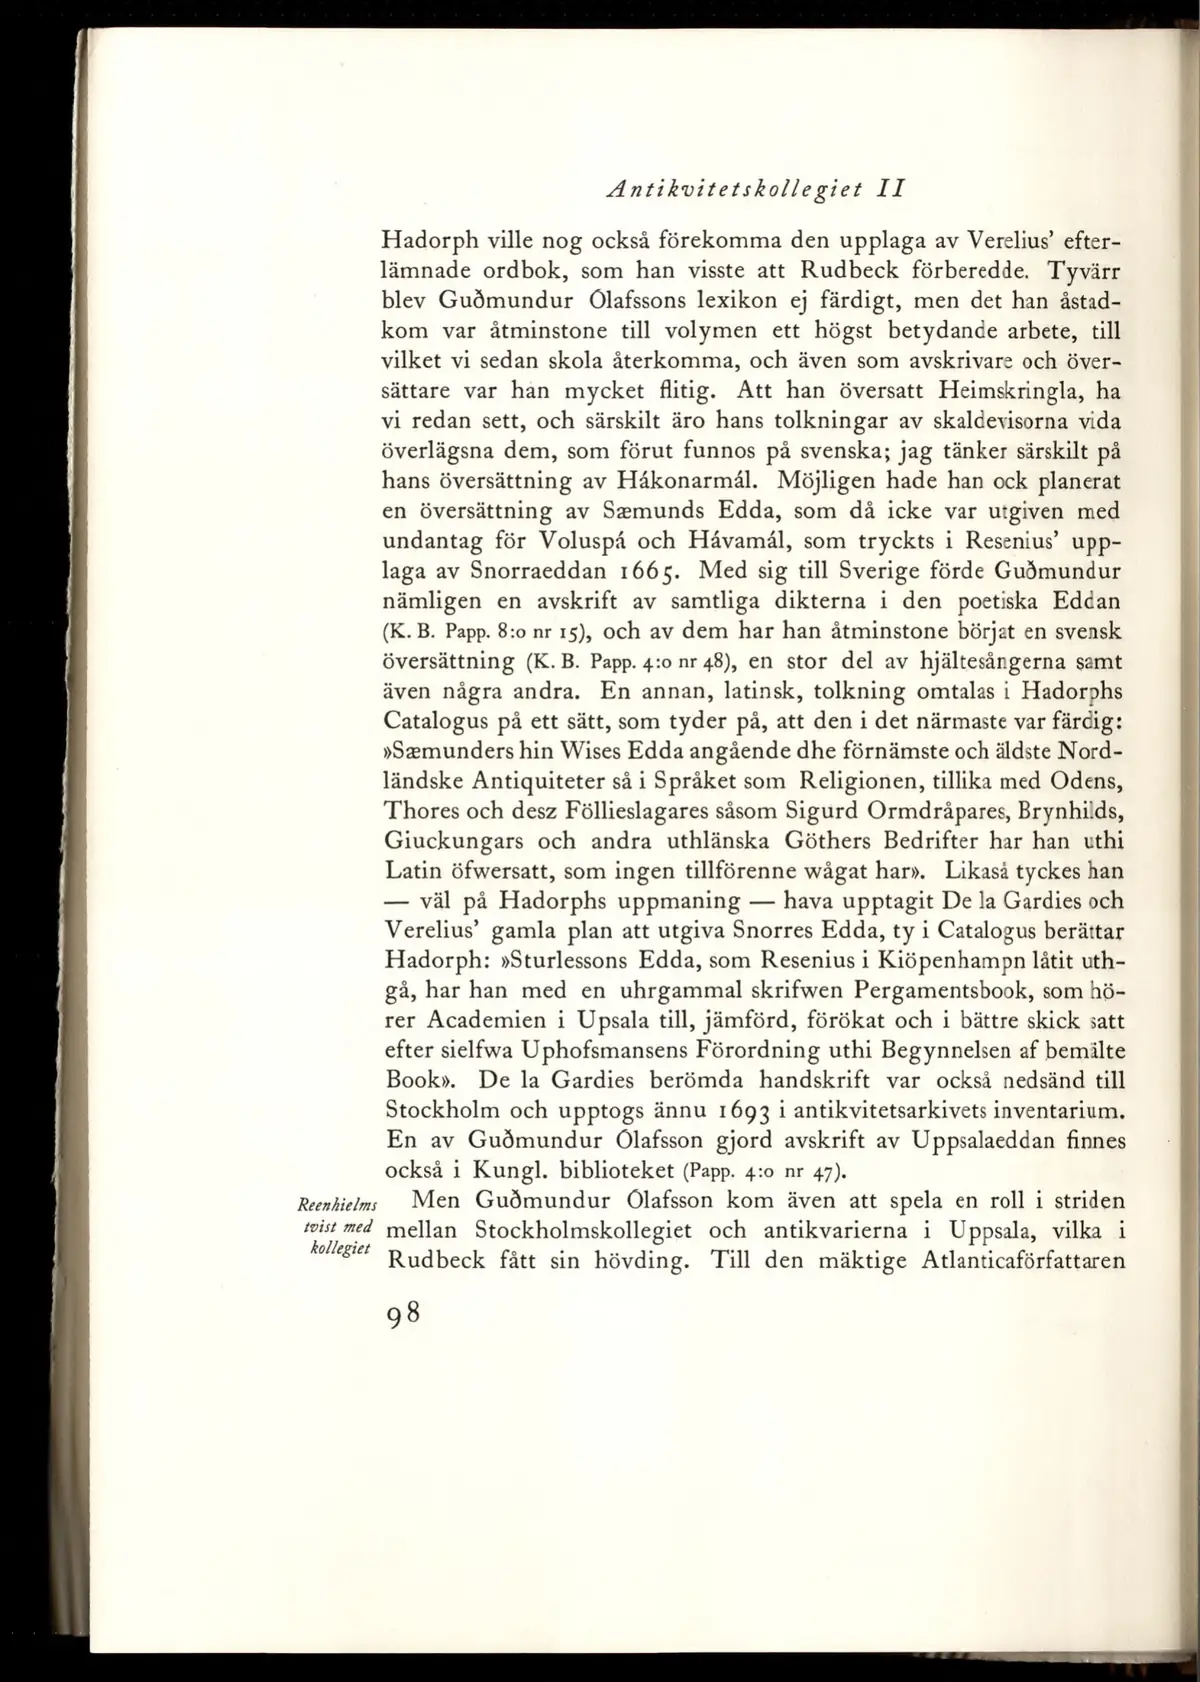 Antikvitetskollegiet II
Hadorph ville nog också förekomma den upplaga av Verelius’ efter-
lämnade ordbok, som han visste att Rudbeck förberedde. Tyvärr
blev Guðmundur Ólafssons lexikon ej färdigt, men det han åstad-
kom var åtminstone till volymen ett högst betydande arbete, till
vilket vi sedan skola återkomma, och även som avskrivare och över-
sättare var han mycket flitig. Att han översatt Heimskringla, ha
vi redan sett, och särskilt äro hans tolkningar av skaldevisorna vida
överlägsna dem, som förut funnos på svenska; jag tänker särskilt på
hans översättning av Hákonarmál. Möjligen hade han ock planerat
en översättning av Sæmunds Edda, som då icke var utgiven med
undantag för Voluspá och Hávamál, som tryckts i Resenius’ upp-
laga av Snorraeddan 1665. Med sig till Sverige förde Guðmundur
nämligen en avskrift av samtliga dikterna i den poetiska Eddan
(K. B. Papp. 8:o nr 15), och av dem har han åtminstone börjat en svensk
översättning (K. B. Papp. 4:o nr 48), en stor del av hjältesångerna samt
även några andra. En annan, latinsk, tolkning omtalas i Hadorphs
Catalogus på ett sätt, som tyder på, att den i det närmaste var färdig:
»Sæmunders hin Wises Edda angående dhe förnämste och äldste Nord-
ländske Antiquiteter så i Språket som Religionen, tillika med Odens,
Thores och desz Föllieslagares såsom Sigurd Ormdråpares, Brynhilds,
Giuckungars och andra uthlänska Göthers Bedrifter har han uthi
Latin öfwersatt, som ingen tillförenne wågat har». Likaså tyckes han
— väl på Hadorphs uppmaning — hava upptagit De la Gardies och
Verelius’ gamla plan att utgiva Snorres Edda, ty i Catalogus berättar
Hadorph: »Sturlessons Edda, som Resenius i Kiöpenhampn låtit uth-
gå, har han med en uhrgammal skrifwen Pergamentsbook, som hö-
rer Academien i Upsala till, jämförd, förökat och i bättre skick satt
efter sielfwa Uphofsmansens Förordning uthi Begynnelsen af bemälte
Book». De la Gardies berömda handskrift var också nedsänd till
Stockholm och upptogs ännu 1693 i antikvitetsarkivets inventarium.
En av Guðmundur Ólafsson gjord avskrift av Uppsalaeddan finnes
också i Kungl. biblioteket (Papp. 4:o nr 47).
Reenhielms
tvist med
kollegiet
Men Guðmundur Ólafsson kom även att spela en roll i striden
mellan Stockholmskollegiet och antikvarierna i Uppsala, vilka i
Rudbeck fått sin hövding. Till den mäktige Atlanticaförfattaren
98